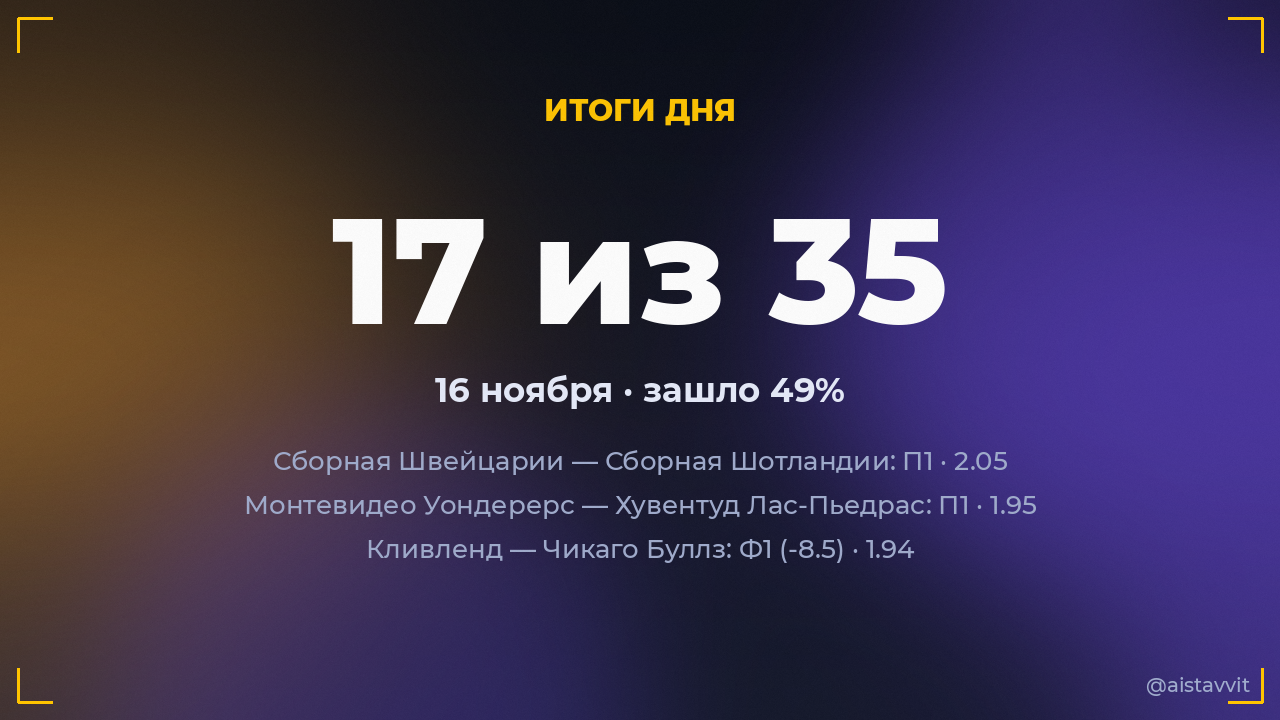 ИТОГИ ДНЯ
17 из 35
16 ноября · зашло 49%
Сборная Швейцарии — Сборная Шотландии: П1 · 2.05
Монтевидео Уондерерс — Хувентуд Лас-Пьедрас: П1 · 1.95
Кливленд — Чикаго Буллз: Ф1 (-8.5) · 1.94
@aistavvit